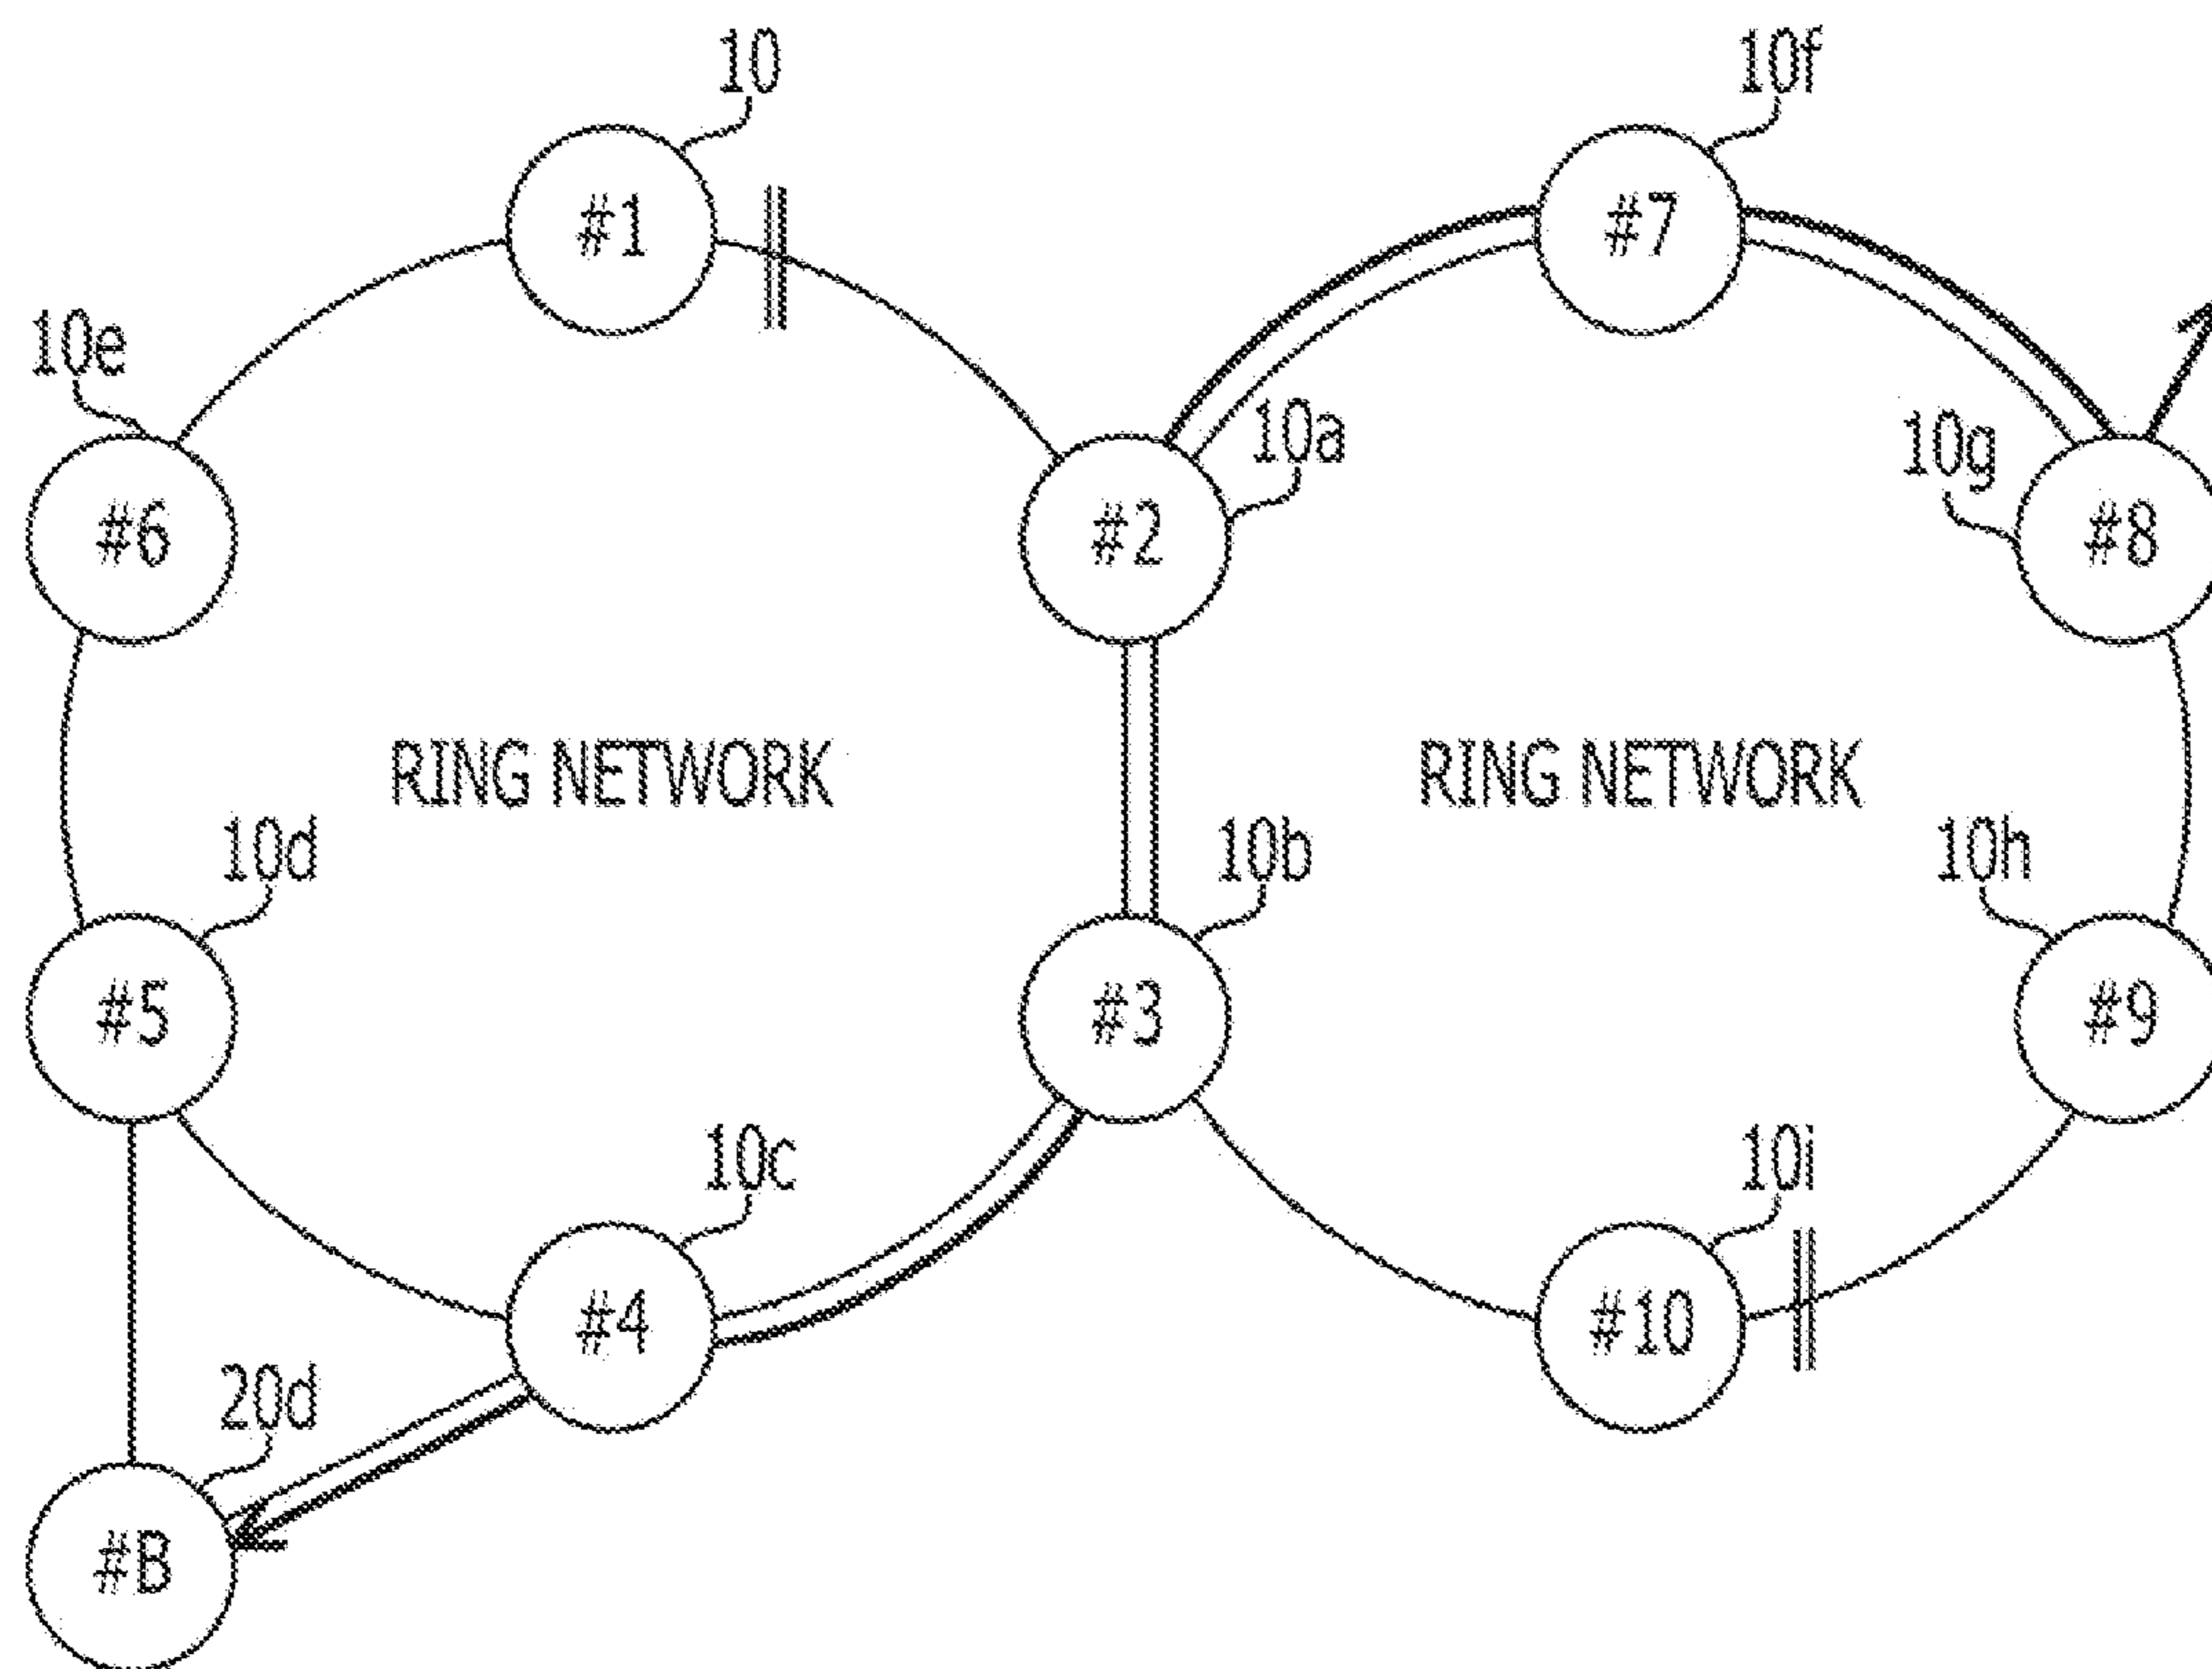 10
10f
#1
#7
10e
10a
10g
#6
#2
#8
RING NETWORK
RING NETWORK
10d
10b
10h
#5
#3
#9
10c
10i
#4
#10
20d
#B